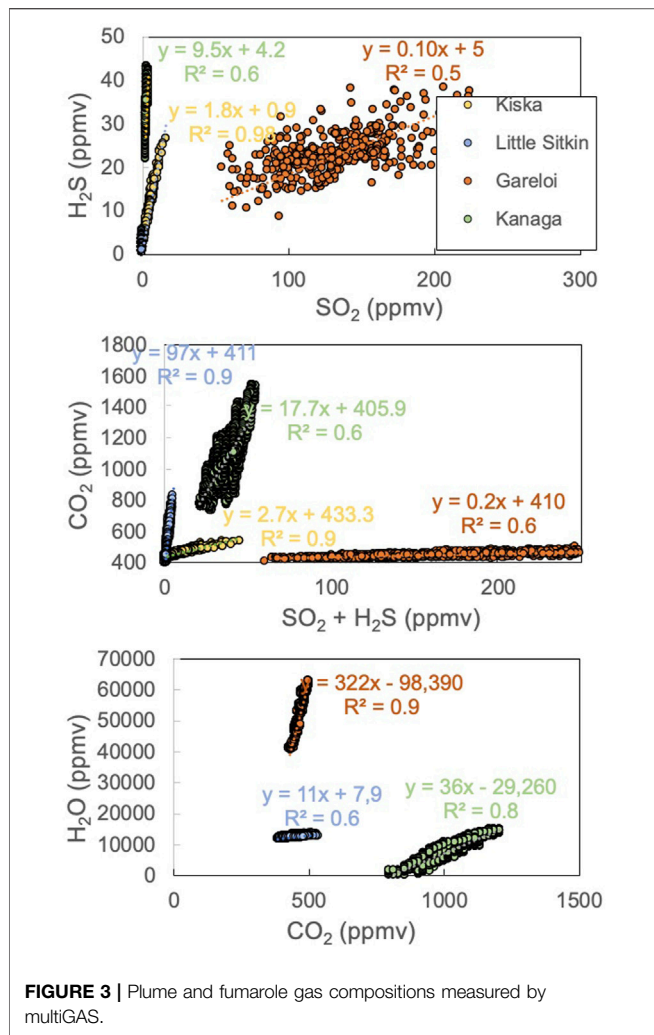 50
40
30
20
10
0
H₂S (ppmv)
y = 9.5x + 4.2
R² = 0.6
y = 0.10x + 5
R² = 0.5
y = 1.8x + 0.9
R² = 0.98
Kiska
Little Sitkin
Gareloi
Kanaga
0
100
200
300
SO₂ (ppmv)
1800
1600
1400
1200
1000
800
600
400
CO₂ (ppmv)
y = 97x + 411
R² = 0.9
y = 17.7x + 405.9
R² = 0.6
y = 2.7x + 433.3
R² = 0.9
y = 0.2x + 410
R² = 0.6
0
100
200
SO₂ + H₂S (ppmv)
70000
60000
50000
40000
30000
20000
10000
0
H₂O (ppmv)
= 322x - 98,390
R² = 0.9
y = 11x + 7,9
R² = 0.6
y = 36x - 29,260
R² = 0.8
0
500
1000
1500
CO₂ (ppmv)
FIGURE 3 | Plume and fumarole gas compositions measured by
multiGAS.